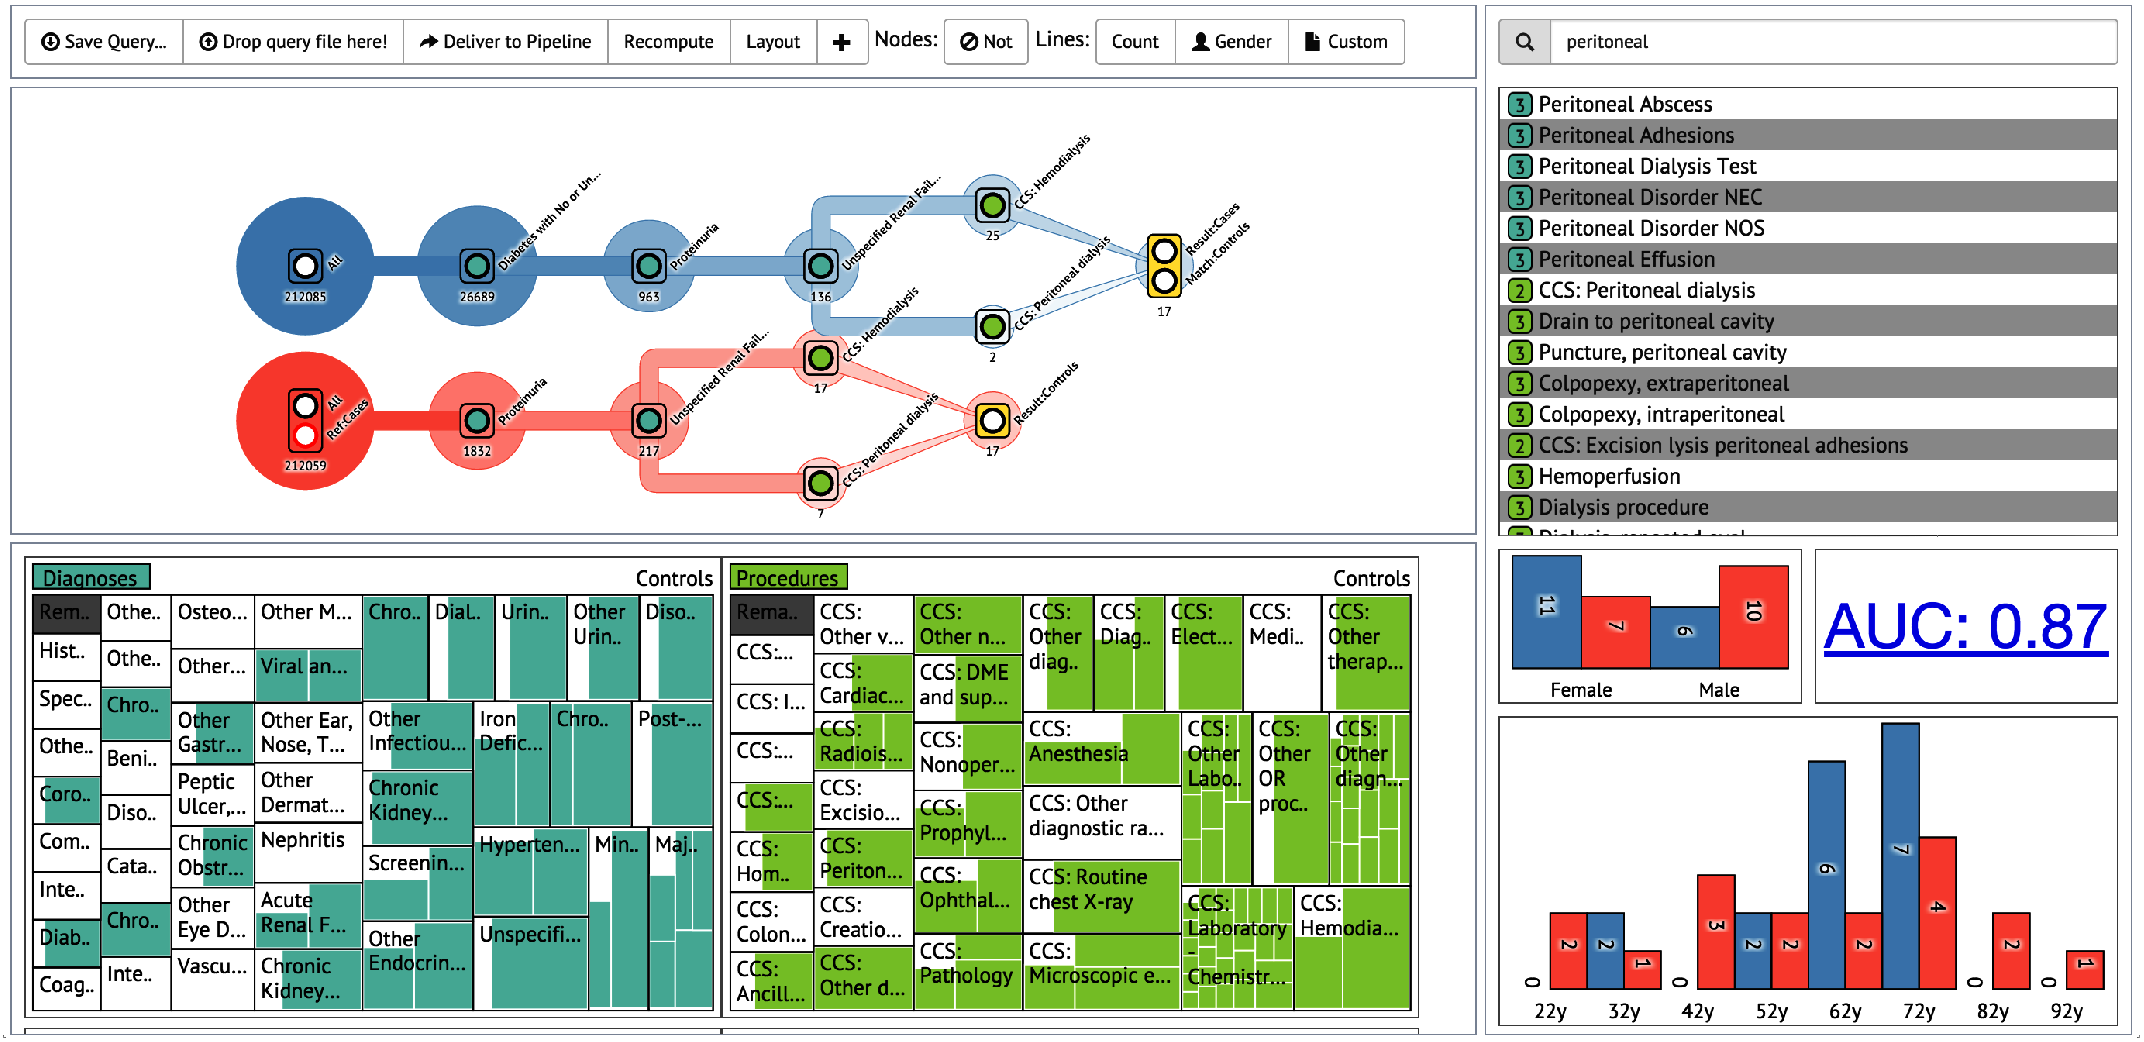 Save Query...
Drop query file here!
Deliver to Pipeline
Recompute
Layout
Nodes:
Not
Lines:
Count
Gender
Custom
peritoneal
All
212085
Diabetes with No or Un...
26689
Proteinuria
963
Unspecified Renal Fail...
136
CCS: Hemodialysis
25
CCS: Peritoneal dialysis
2
Result:Cases
Match:Controls
17
All
Ref:Cases
212059
Proteinuria
1832
Unspecified Renal Fail...
217
CCS: Hemodialysis
17
CCS: Peritoneal dialysis
7
Result:Controls
17
3 Peritoneal Abscess
3 Peritoneal Adhesions
3 Peritoneal Dialysis Test
3 Peritoneal Disorder NEC
3 Peritoneal Disorder NOS
3 Peritoneal Effusion
2 CCS: Peritoneal dialysis
3 Drain to peritoneal cavity
3 Puncture, peritoneal cavity
3 Colpopexy, extraperitoneal
3 Colpopexy, intraperitoneal
2 CCS: Excision lysis peritoneal adhesions
3 Hemoperfusion
3 Dialysis procedure
Diagnoses
Controls
Rem..
Hist..
Spec..
Othe..
Coro..
Com..
Inte..
Diab..
Coag..
Othe..
Othe..
Chro..
Beni..
Diso..
Cata..
Chro..
Inte..
Osteo...
Other...
Other
Gastr...
Peptic
Ulcer,...
Chronic
Obstr...
Other
Eye D...
Vascu...
Other M...
Viral an...
Other Ear,
Nose, T...
Other
Dermat...
Nephritis
Acute
Renal F...
Chronic
Kidney...
Chro..
Dial..
Urin..
Other
Urin..
Diso..
Other
Infectiou...
Chronic
Kidney...
Screenin...
Other
Endocrin...
Iron
Defic...
Chro..
Post-...
Hyperten...
Unspecifi...
Min..
Maj..
Procedures
Controls
Rema..
CCS:...
CCS: I...
CCS:...
CCS:...
CCS:
Hom..
CCS:
Colon...
CCS:
Ancill...
CCS:
Other v...
CCS:
Cardiac...
CCS:
Radiois...
CCS:
Excisio...
CCS:
Periton...
CCS:
Creatio...
CCS:
Other d...
CCS:
Other n...
CCS: DME
and sup...
CCS:
Nonoper...
CCS:
Prophyl...
CCS:
Ophthal...
CCS:
Pathology
CCS:
Other
diag..
CCS:
Diag..
CCS:
Elect...
CCS:
Medi..
CCS:
Other
therap...
CCS:
Anesthesia
CCS: Other
diagnostic ra...
CCS: Routine
chest X-ray
CCS:
Microscopic e...
CCS:
Other
Labo..
CCS:
Other
OR
proc..
CCS:
Other
diagn...
CCS:
Laboratory
-
Chemistr...
CCS:
Hemodia...
11
7
6
10
Female
Male
AUC: 0.87
0
2
2
1
0
3
2
2
6
2
7
4
0
2
0
1
22y
32y
42y
52y
62y
72y
82y
92y